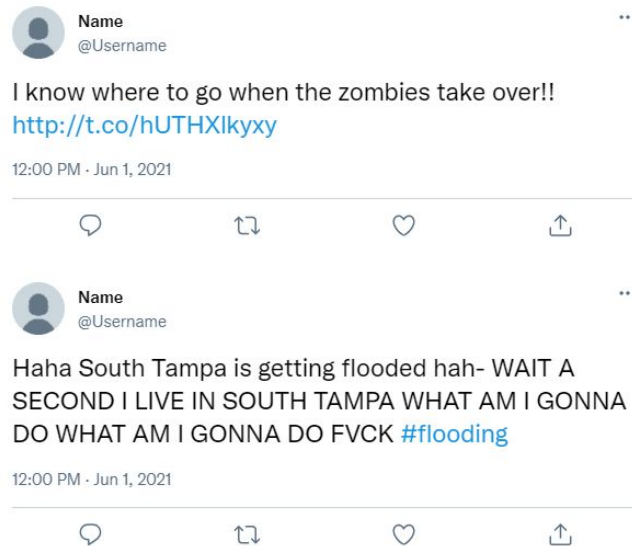 Name
@Username
I know where to go when the zombies take over!!
http://t.co/hUTHXlkyxy
12:00 PM · Jun 1, 2021
Name
@Username
Haha South Tampa is getting flooded hah- WAIT A
SECOND I LIVE IN SOUTH TAMPA WHAT AM I GONNA
DO WHAT AM I GONNA DO FVCK #flooding
12:00 PM · Jun 1, 2021